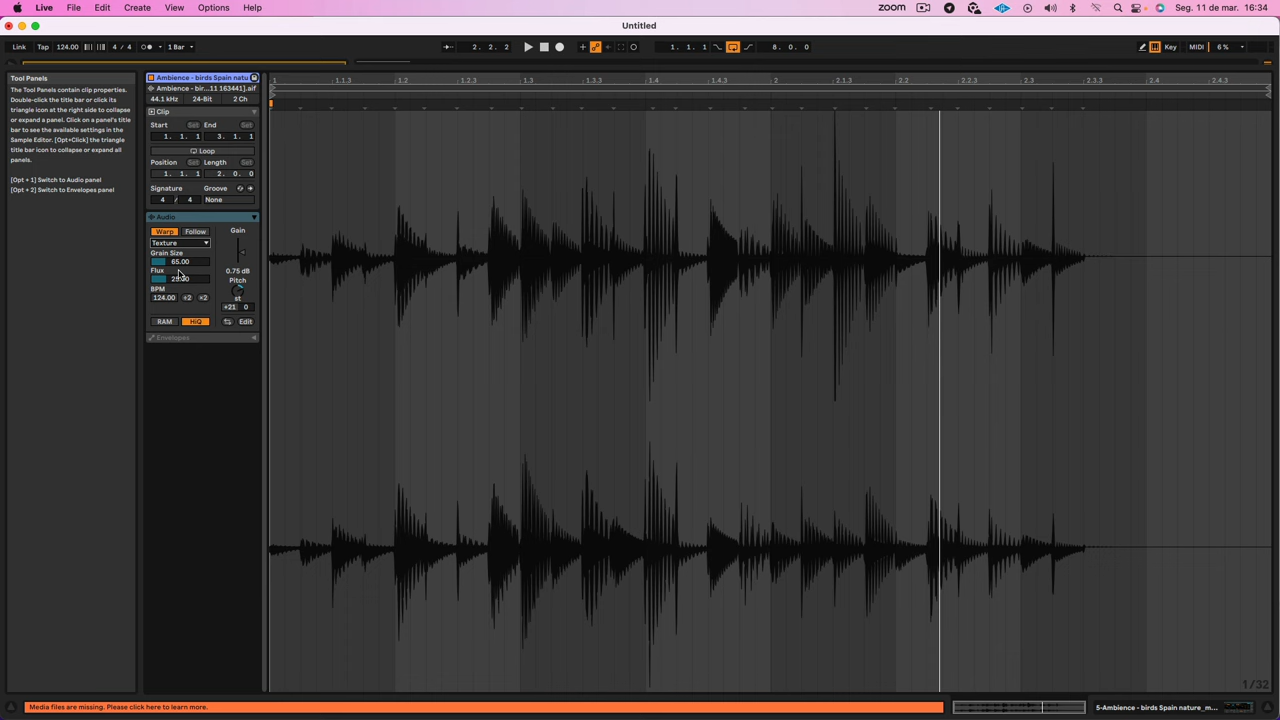 Live File Edit Create View Options Help zoom Seg. 11 de mar. 16:34
Untitled
Link Tap 124.00 4 / 4 1 Bar 2. 2. 2 1. 1. 1 8. 0. 0 Key MIDI 6 %
Tool Panels
The Tool Panels contain clip properties.
Double-click the title bar or click its
triangle icon at the right side to collapse
or expand a panel. Click on a panel's title
bar to see the available settings in the
Sample Editor. [Opt+Click] the triangle
title bar icon to collapse or expand all
panels.
[Opt + 1] Switch to Audio panel
[Opt + 2] Switch to Envelopes panel
Ambience - birds Spain natu
Ambience - bir...11 163441].aif
44.1 kHz 24-Bit 2 Ch
Clip
Start Set End Set
1. 1. 1 3. 1. 1
Loop
Position Set Length Set
1. 1. 1 2. 0. 0
Signature Groove
4 / 4 None
Audio
Warp Follow Gain
Texture
Grain Size
65.00
Flux 0.75 dB
Pitch
BPM st
124.00 ÷2 ×2
+21 0
RAM HiQ Edit
Envelopes
1 1.1.3 1.2 1.2.3 1.3 1.3.3 1.4 1.4.3 2 2.1.3 2.2 2.2.3 2.3 2.3.3 2.4 2.4.3
1/32
Media files are missing. Please click here to learn more. 5-Ambience - birds Spain nature_m...